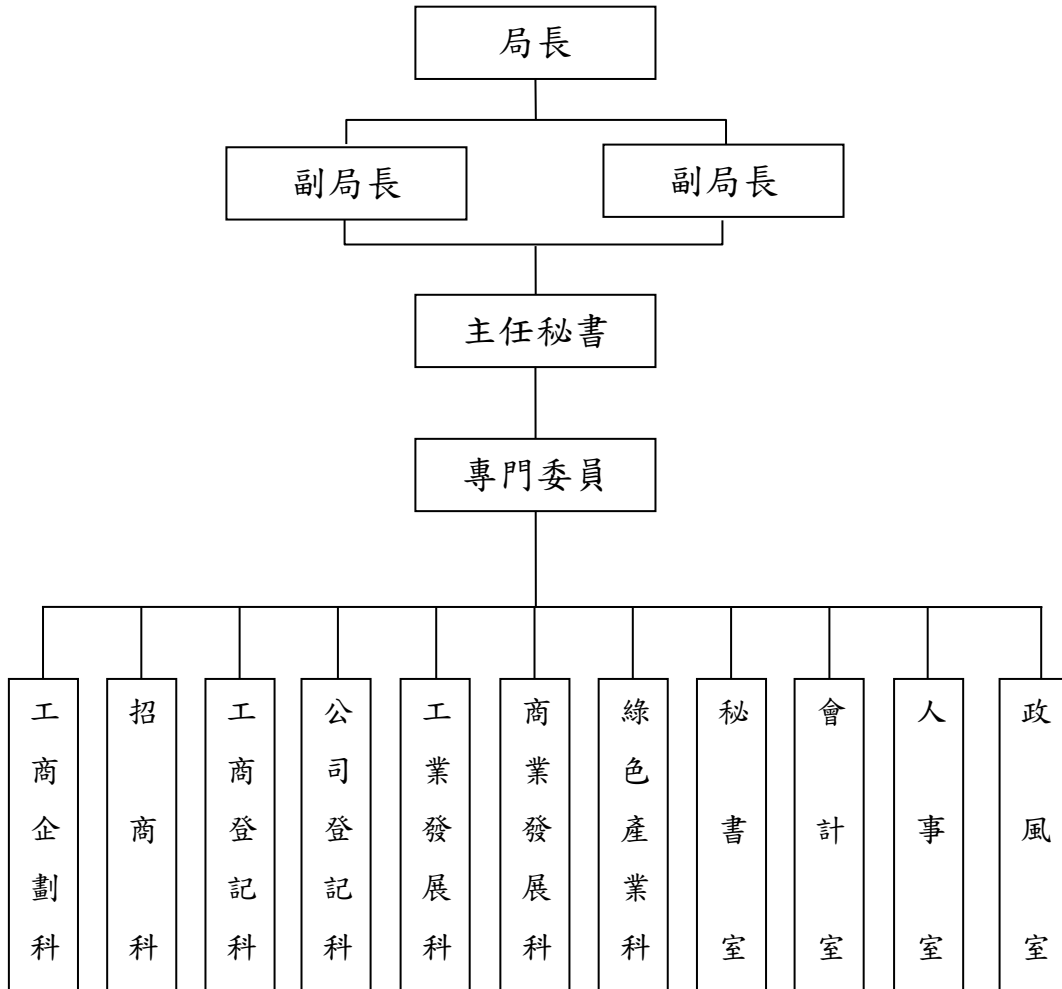 局長
副局長
副局長
主任秘書
專門委員
工商企劃科
招商科
工商登記科
公司登記科
工業發展科
商業發展科
綠色產業科
秘書室
會計室
人事室
政風室